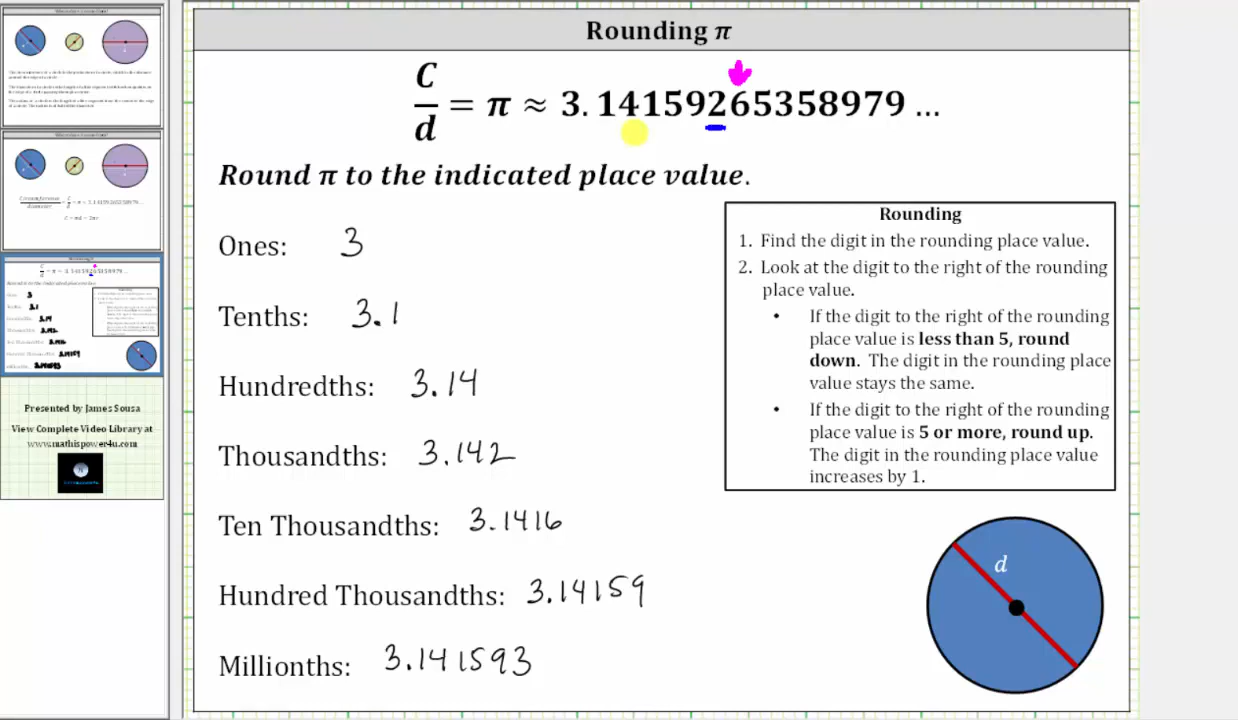 Rounding π
C/d = π ≈ 3.14159265358979 ...
Round π to the indicated place value.
Ones: 3
Tenths: 3.1
Hundredths: 3.14
Thousandths: 3.142
Ten Thousandths: 3.1416
Hundred Thousandths: 3.14159
Millionths: 3.141593
Rounding
1. Find the digit in the rounding place value.
2. Look at the digit to the right of the rounding
place value.
• If the digit to the right of the rounding
place value is less than 5, round
down. The digit in the rounding place
value stays the same.
• If the digit to the right of the rounding
place value is 5 or more, round up.
The digit in the rounding place value
increases by 1.
d
Presented by James Sousa
View Complete Video Library at
www.mathispower4u.com